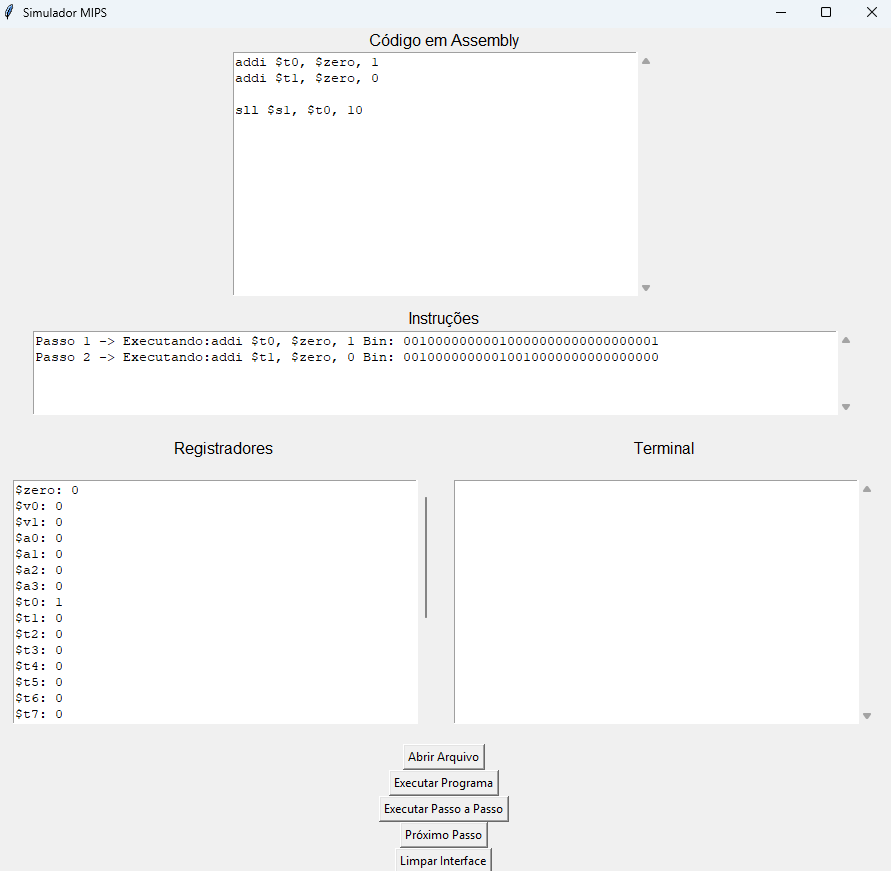 Simulador MIPS
Código em Assembly
addi $t0, $zero, 1
addi $t1, $zero, 0
sll $s1, $t0, 10
Instruções
Passo 1 -> Executando:addi $t0, $zero, 1 Bin: 00100000000010000000000000000001
Passo 2 -> Executando:addi $t1, $zero, 0 Bin: 00100000000010010000000000000000
Registradores
$zero: 0
$v0: 0
$v1: 0
$a0: 0
$a1: 0
$a2: 0
$a3: 0
$t0: 1
$t1: 0
$t2: 0
$t3: 0
$t4: 0
$t5: 0
$t6: 0
$t7: 0
Terminal
Abrir Arquivo
Executar Programa
Executar Passo a Passo
Próximo Passo
Limpar Interface